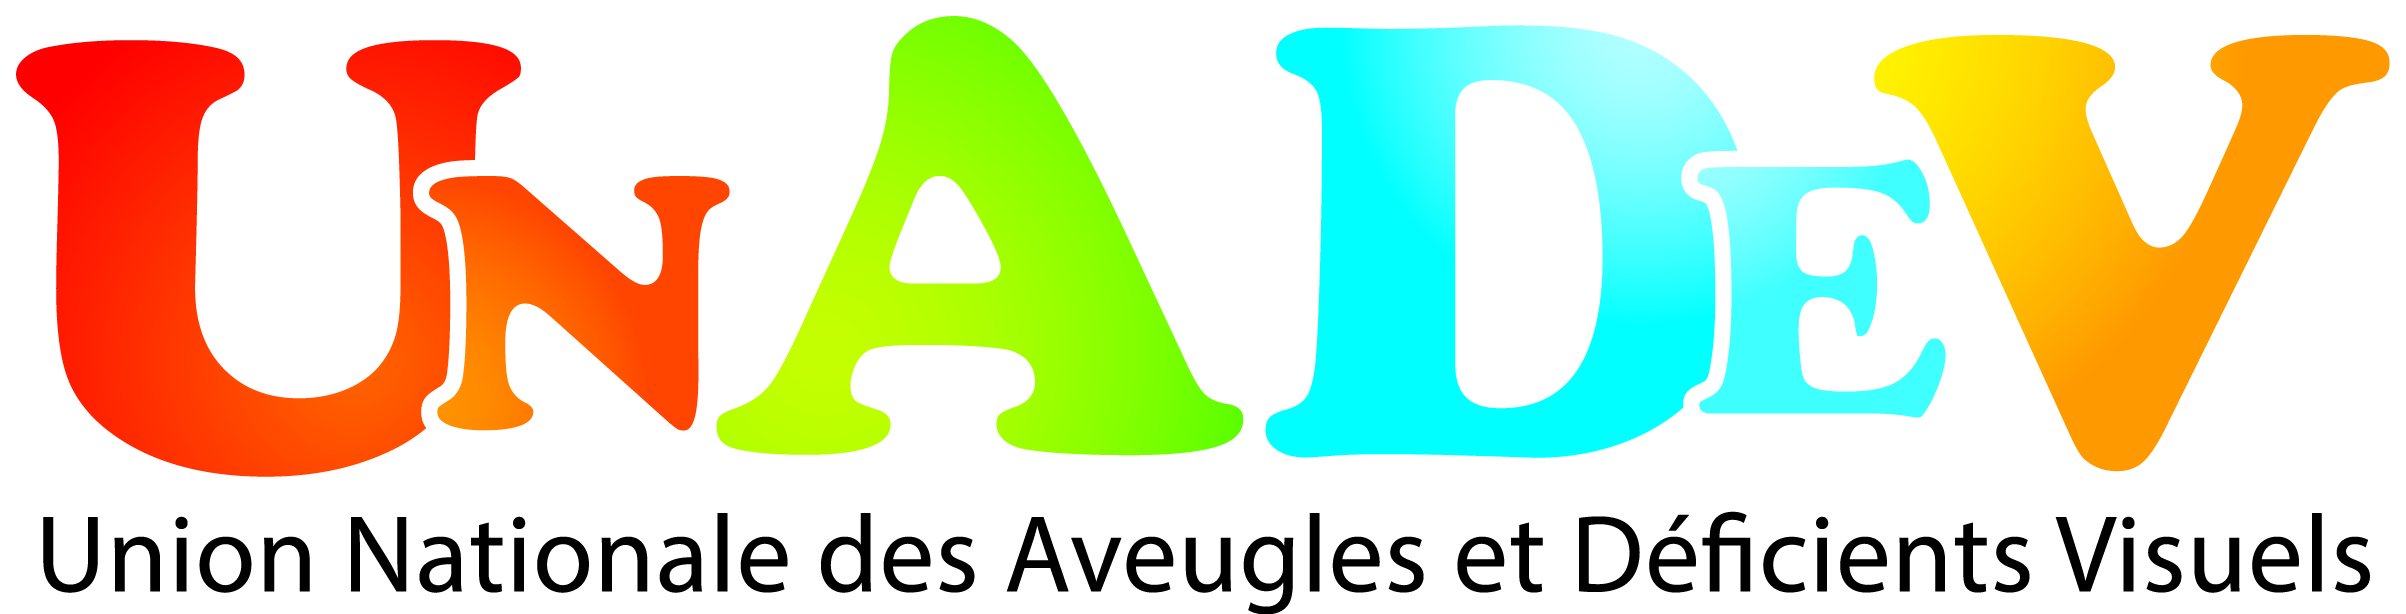 UNADEV
Union Nationale des Aveugles et Déficients Visuels